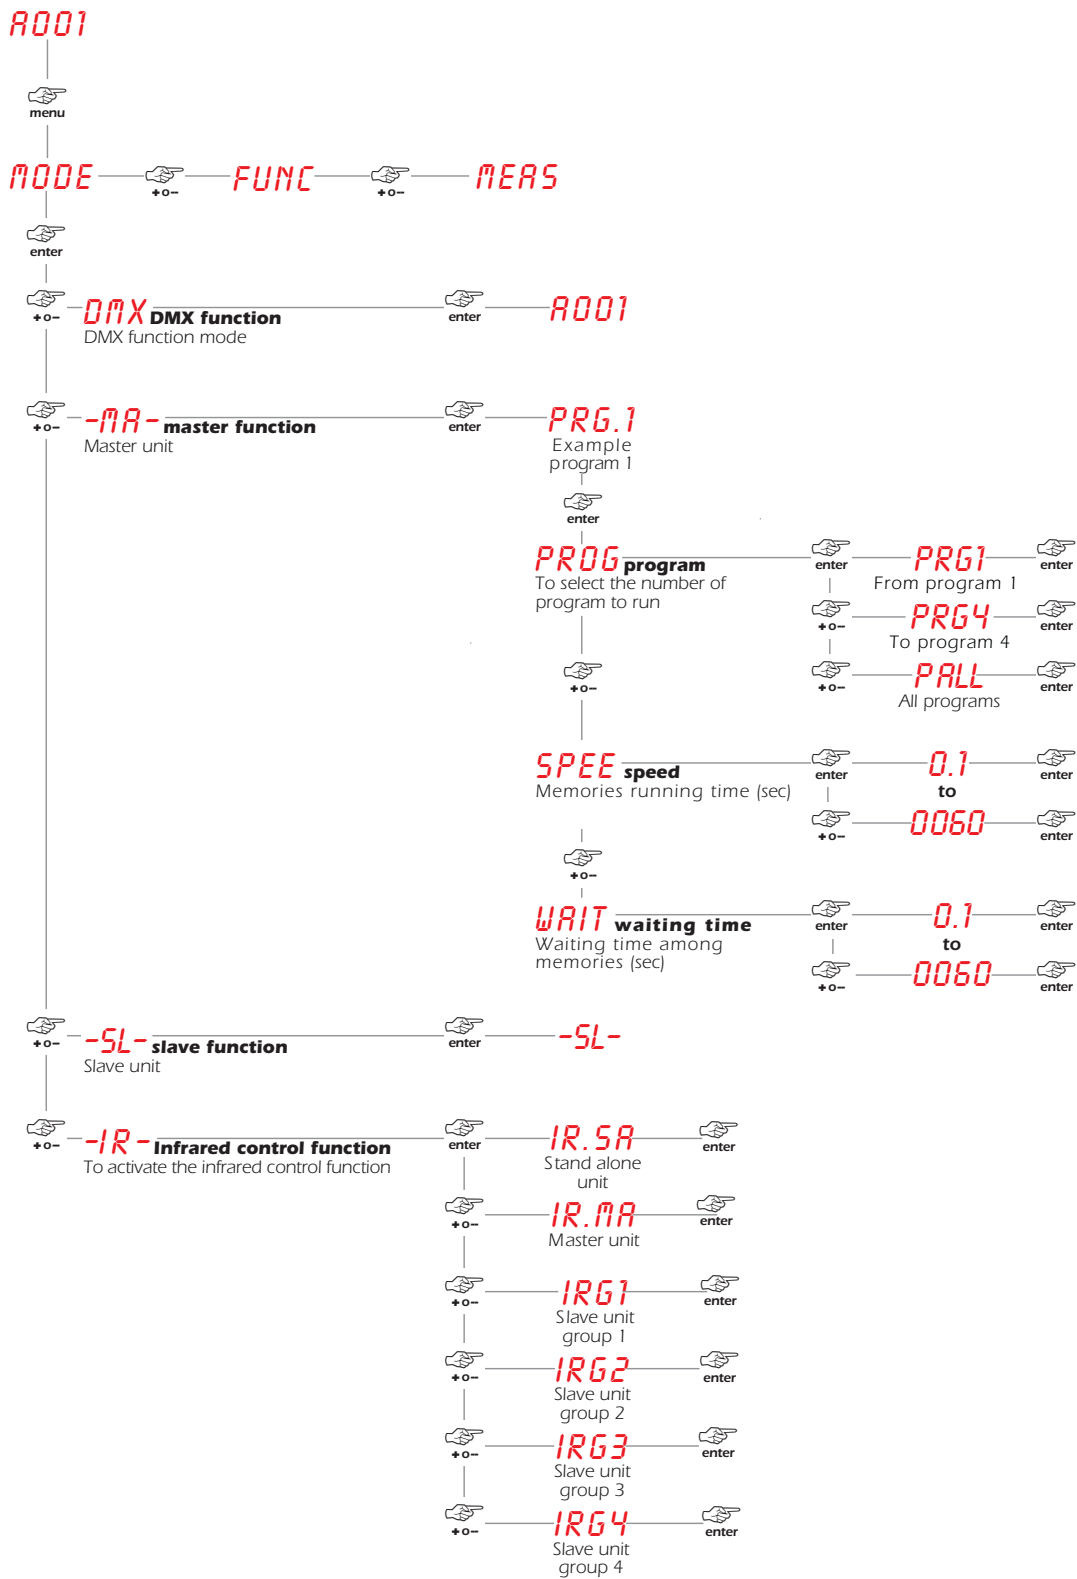 A001
menu
MODE +o- FUNC +o- MEAS
enter
+o- DMX DMX function enter A001
DMX function mode
+o- -MA- master function enter PRG.1
Master unit
Example
program 1
enter
PROG program enter PRG1 enter
To select the number of
program to run
From program 1
+o- PRG4 enter
To program 4
+o- +o- PALL enter
All programs
SPEE speed enter 0.1 enter
Memories running time (sec)
to
+o- 0060 enter
+o-
WAIT waiting time enter 0.1 enter
Waiting time among
memories (sec)
to
+o- 0060 enter
+o- -SL- slave function enter -SL-
Slave unit
+o- -IR- Infrared control function enter IR.SA enter
To activate the infrared control function
Stand alone
unit
+o- IR.MA enter
Master unit
+o- IRG1 enter
Slave unit
group 1
+o- IRG2 enter
Slave unit
group 2
+o- IRG3 enter
Slave unit
group 3
+o- IRG4 enter
Slave unit
group 4